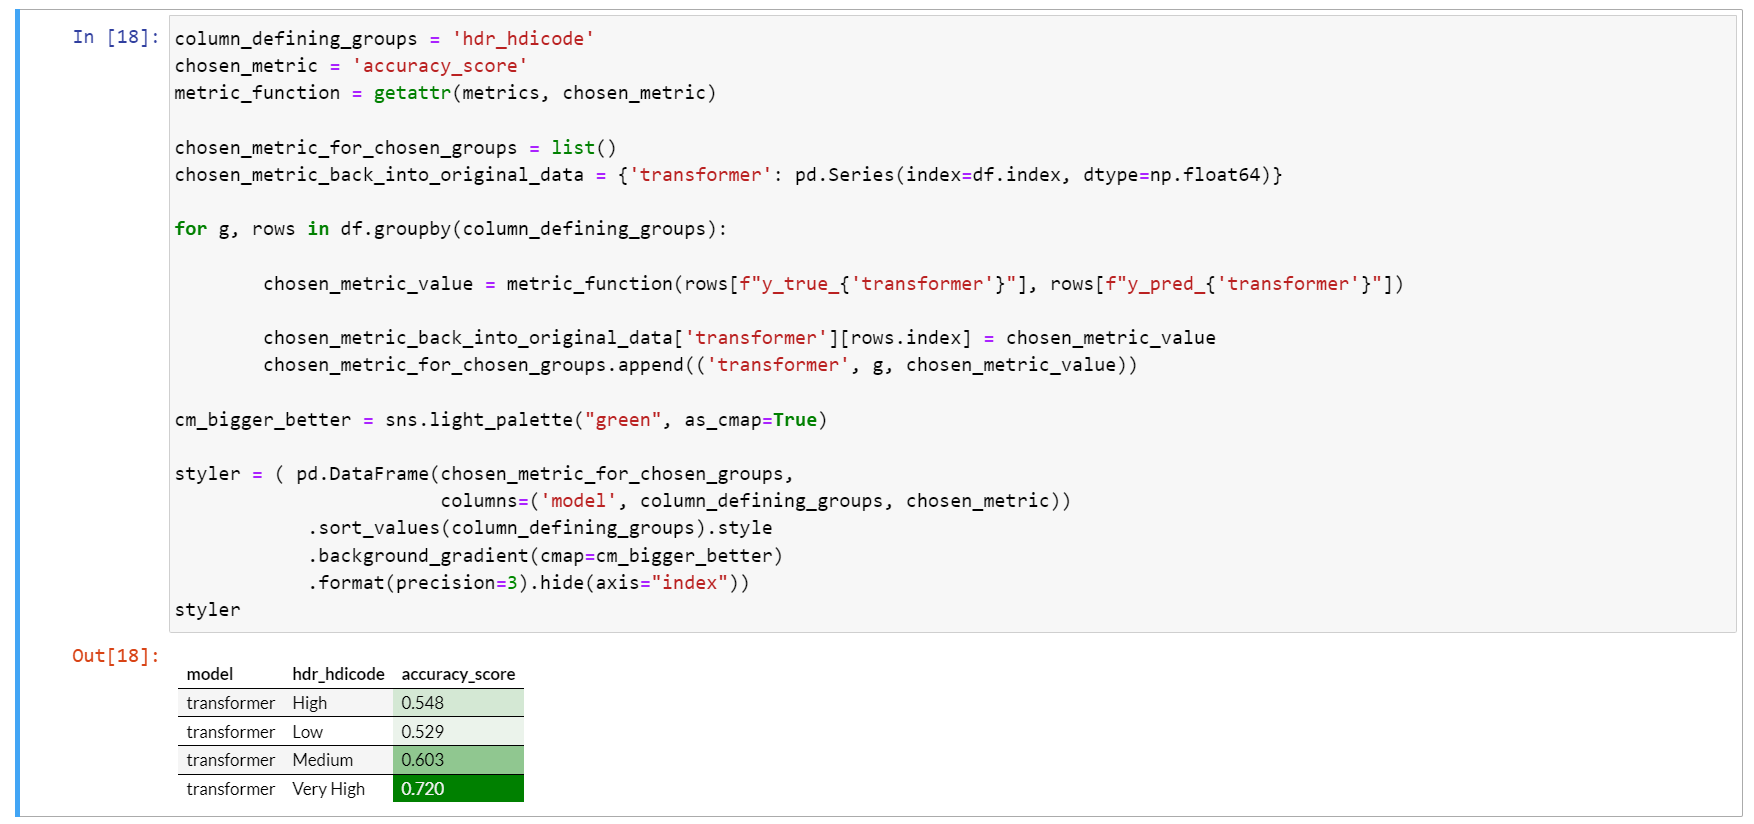 In [18]: column_defining_groups = 'hdr_hdicode'
chosen_metric = 'accuracy_score'
metric_function = getattr(metrics, chosen_metric)

chosen_metric_for_chosen_groups = list()
chosen_metric_back_into_original_data = {'transformer': pd.Series(index=df.index, dtype=np.float64)}

for g, rows in df.groupby(column_defining_groups):

        chosen_metric_value = metric_function(rows[f"y_true_{'transformer'}"], rows[f"y_pred_{'transformer'}"])

        chosen_metric_back_into_original_data['transformer'][rows.index] = chosen_metric_value
        chosen_metric_for_chosen_groups.append(('transformer', g, chosen_metric_value))

cm_bigger_better = sns.light_palette("green", as_cmap=True)

styler = ( pd.DataFrame(chosen_metric_for_chosen_groups,
                        columns=('model', column_defining_groups, chosen_metric))
            .sort_values(column_defining_groups).style
            .background_gradient(cmap=cm_bigger_better)
            .format(precision=3).hide(axis="index"))
styler
Out[18]:
model hdr_hdicode accuracy_score
transformer High 0.548
transformer Low 0.529
transformer Medium 0.603
transformer Very High 0.720